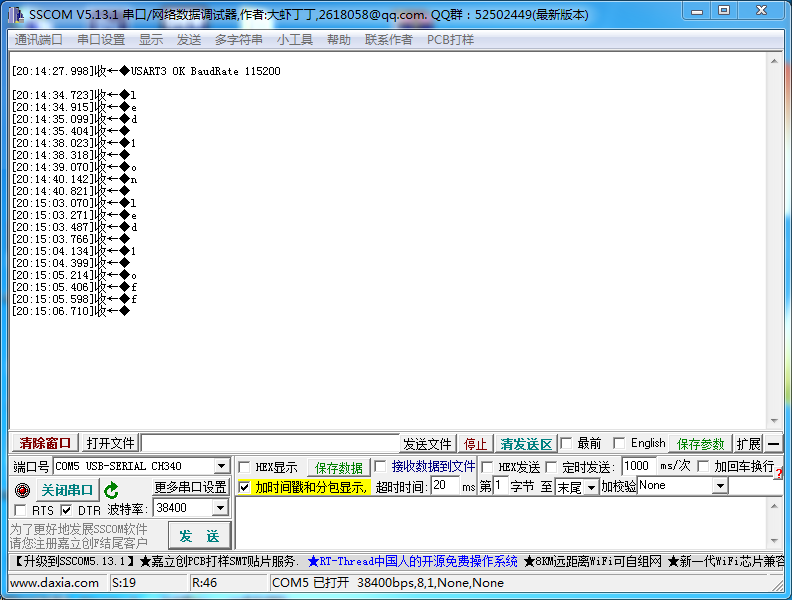 SSCOM V5.13.1 串口/网络数据调试器,作者:大虾丁丁,2618058@qq.com. QQ群：52502449(最新版本)
通讯端口 串口设置 显示 发送 多字符串 小工具 帮助 联系作者 PCB打样
[20:14:27.998]收←◆USART3 OK BaudRate 115200
[20:14:34.723]收←◆l
[20:14:34.915]收←◆e
[20:14:35.099]收←◆d
[20:14:35.404]收←◆
[20:14:38.023]收←◆1
[20:14:38.318]收←◆
[20:14:39.070]收←◆o
[20:14:40.142]收←◆n
[20:14:40.821]收←◆
[20:15:03.070]收←◆l
[20:15:03.271]收←◆e
[20:15:03.487]收←◆d
[20:15:03.766]收←◆
[20:15:04.134]收←◆1
[20:15:04.399]收←◆
[20:15:05.214]收←◆o
[20:15:05.406]收←◆f
[20:15:05.598]收←◆f
[20:15:06.710]收←◆
清除窗口 打开文件 发送文件 停止 清发送区 最前 English 保存参数 扩展 —
端口号 COM5 USB-SERIAL CH340 HEX显示 保存数据 接收数据到文件 HEX发送 定时发送: 1000 ms/次 加回车换行
关闭串口 更多串口设置 加时间戳和分包显示, 超时时间: 20 ms 第1 字节 至 末尾 加校验 None
RTS DTR 波特率: 38400
为了更好地发展SSCOM软件
请您注册嘉立创F结尾客户
发 送
【升级到SSCOM5.13.1】★嘉立创PCB打样SMT贴片服务. ★RT-Thread中国人的开源免费操作系统 ★8KM远距离WiFi可自组网 ★新一代WiFi芯片兼容
www.daxia.com S:19 R:46 COM5 已打开 38400bps,8,1,None,None